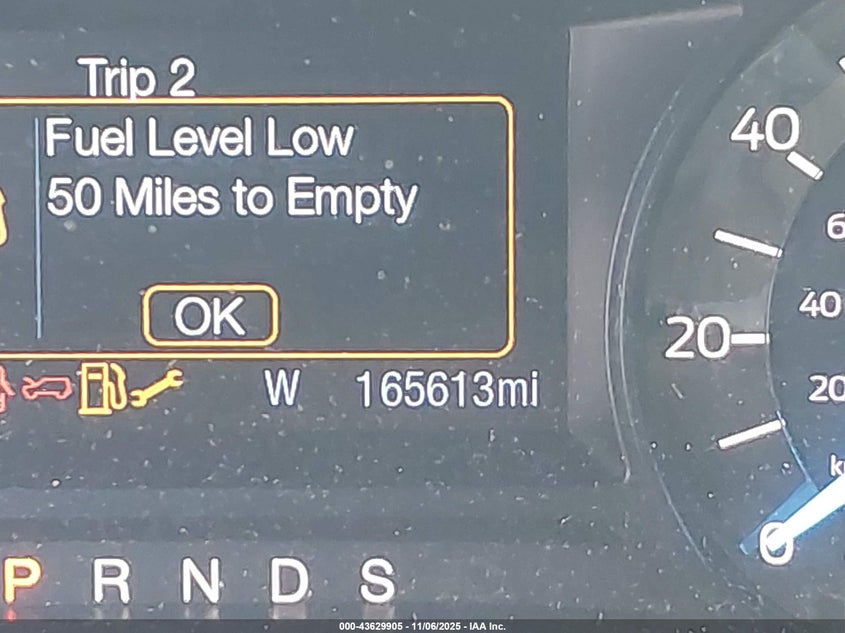 Trip 2
Fuel Level Low
50 Miles to Empty
OK
W 165613mi
P R N D S
40
20
0
40
20
000-43629905 - 11/06/2025 - IAA Inc.